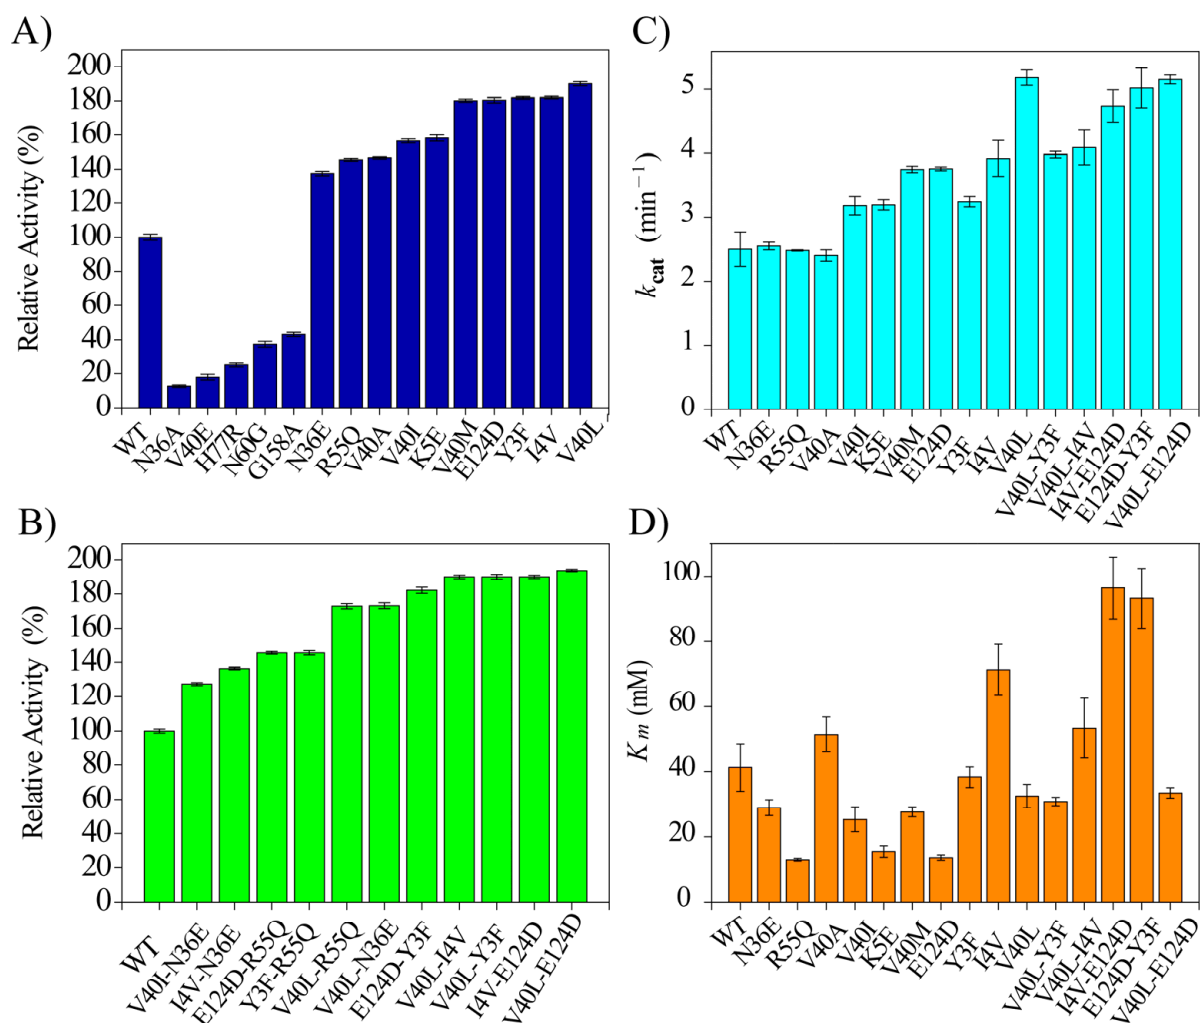 A)
Relative Activity (%)
200
180
160
140
120
100
80
60
40
20
0
WT
N36A
V40E
H77R
N60G
G158A
N36E
R55Q
V40A
V40I
K5E
V40M
E124D
Y3F
I4V
V40L
C)
k cat (min−1)
5
4
3
2
1
0
WT
N36E
R55Q
V40A
V40I
K5E
V40M
E124D
Y3F
I4V
V40L
V40L-Y3F
V40L-I4V
I4V-E124D
E124D-Y3F
V40L-E124D
B)
Relative Activity (%)
200
180
160
140
120
100
80
60
40
20
0
WT
V40I-N36E
I4V-N36E
E124D-R55Q
Y3F-R55Q
V40L-R55Q
V40L-N36E
E124D-Y3F
V40L-I4V
V40L-Y3F
I4V-E124D
V40L-E124D
D)
K m (mM)
100
80
60
40
20
0
WT
N36E
R55Q
V40A
V40I
K5E
V40M
E124D
Y3F
I4V
V40L
V40L-Y3F
V40L-I4V
I4V-E124D
E124D-Y3F
V40L-E124D